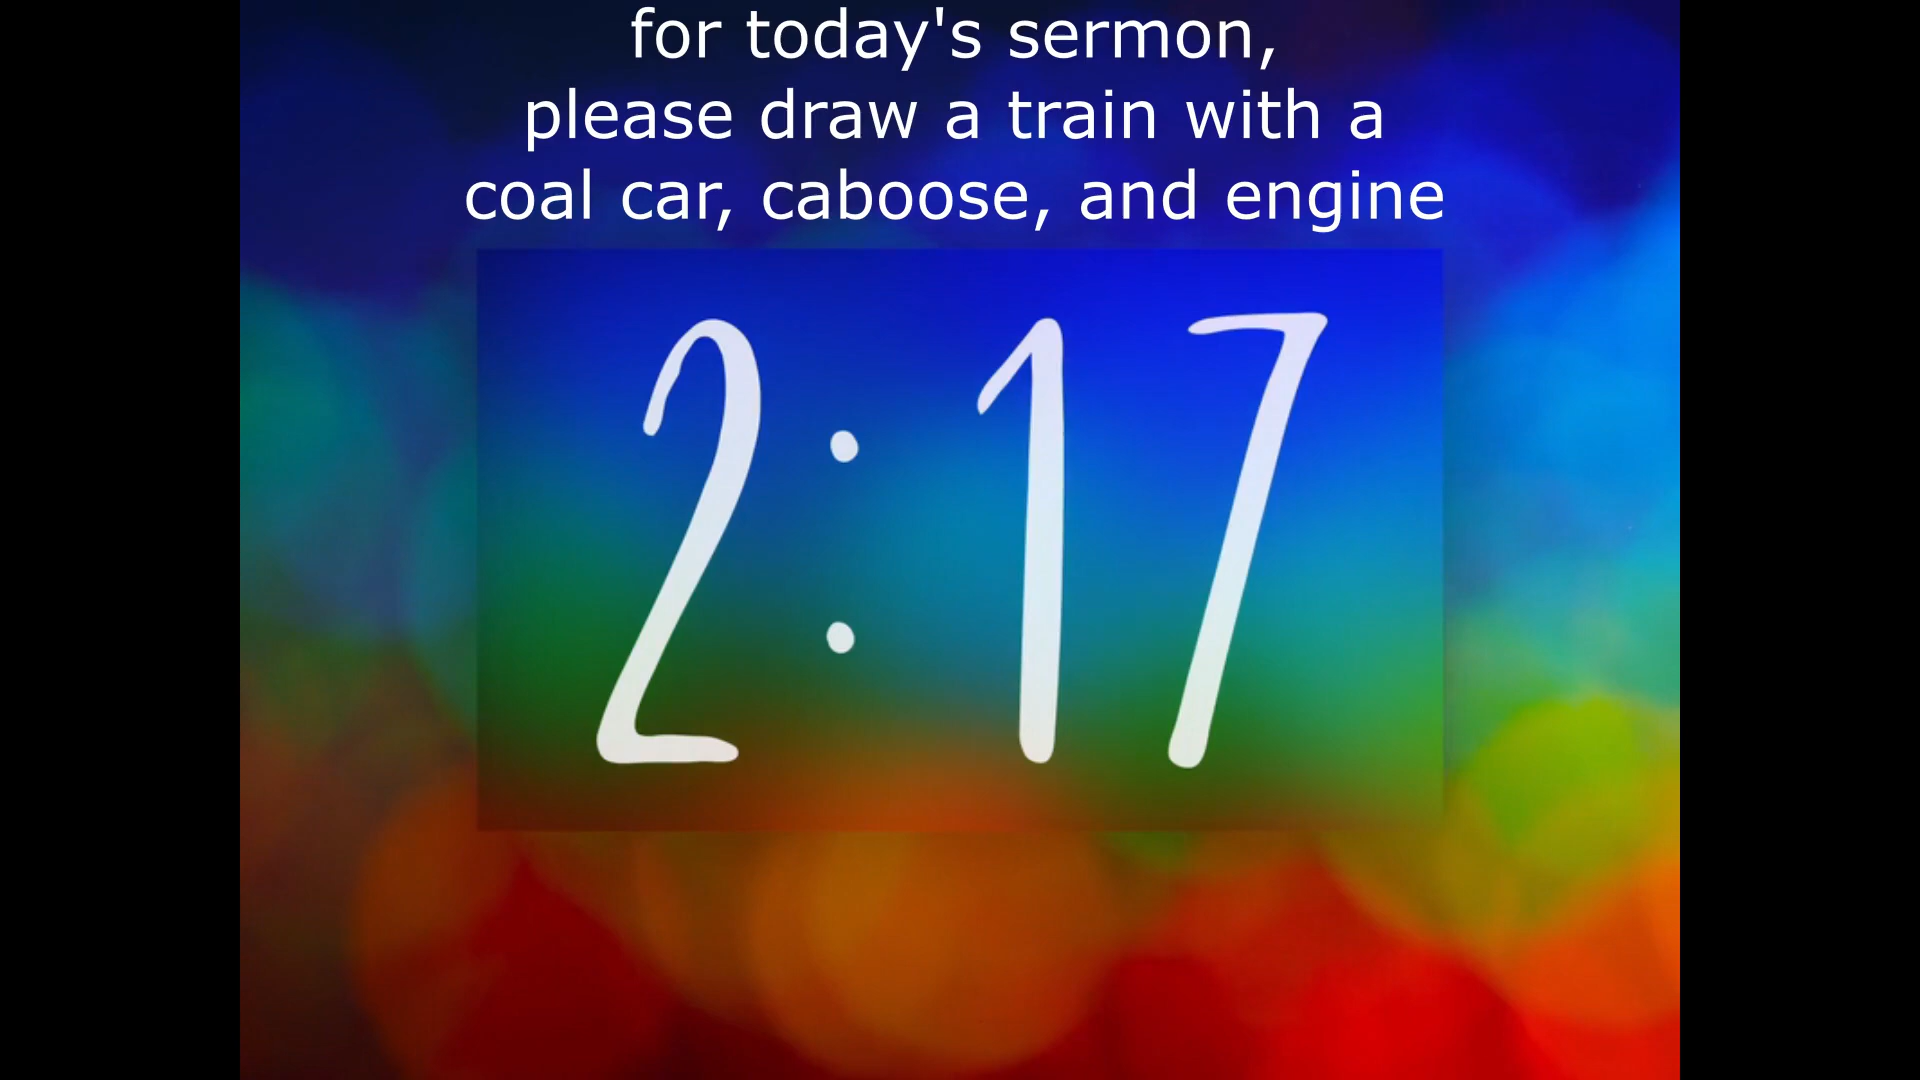 for today's sermon,
please draw a train with a
coal car, caboose, and engine
2:17